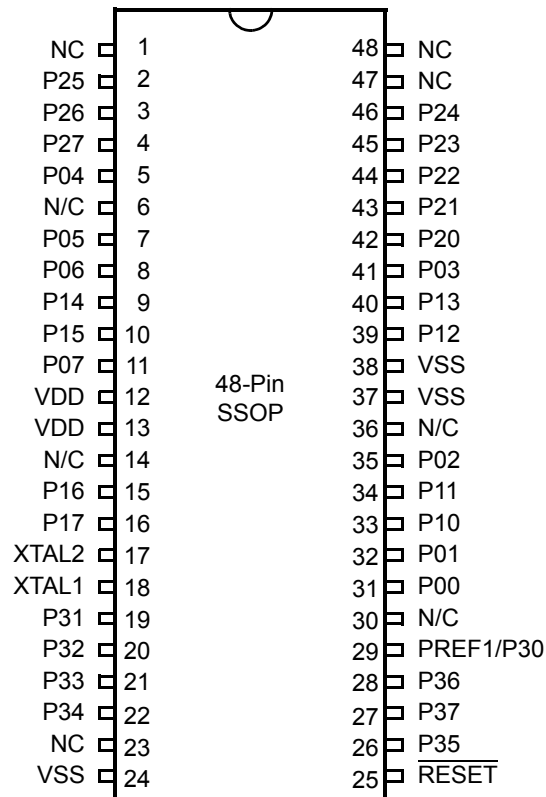 NC 1 48 NC
P25 2 47 NC
P26 3 46 P24
P27 4 45 P23
P04 5 44 P22
N/C 6 43 P21
P05 7 42 P20
P06 8 41 P03
P14 9 40 P13
P15 10 39 P12
P07 11 38 VSS
VDD 12 48-Pin 37 VSS
VDD 13 SSOP 36 N/C
N/C 14 35 P02
P16 15 34 P11
P17 16 33 P10
XTAL2 17 32 P01
XTAL1 18 31 P00
P31 19 30 N/C
P32 20 29 PREF1/P30
P33 21 28 P36
P34 22 27 P37
NC 23 26 P35
VSS 24 25 RESET